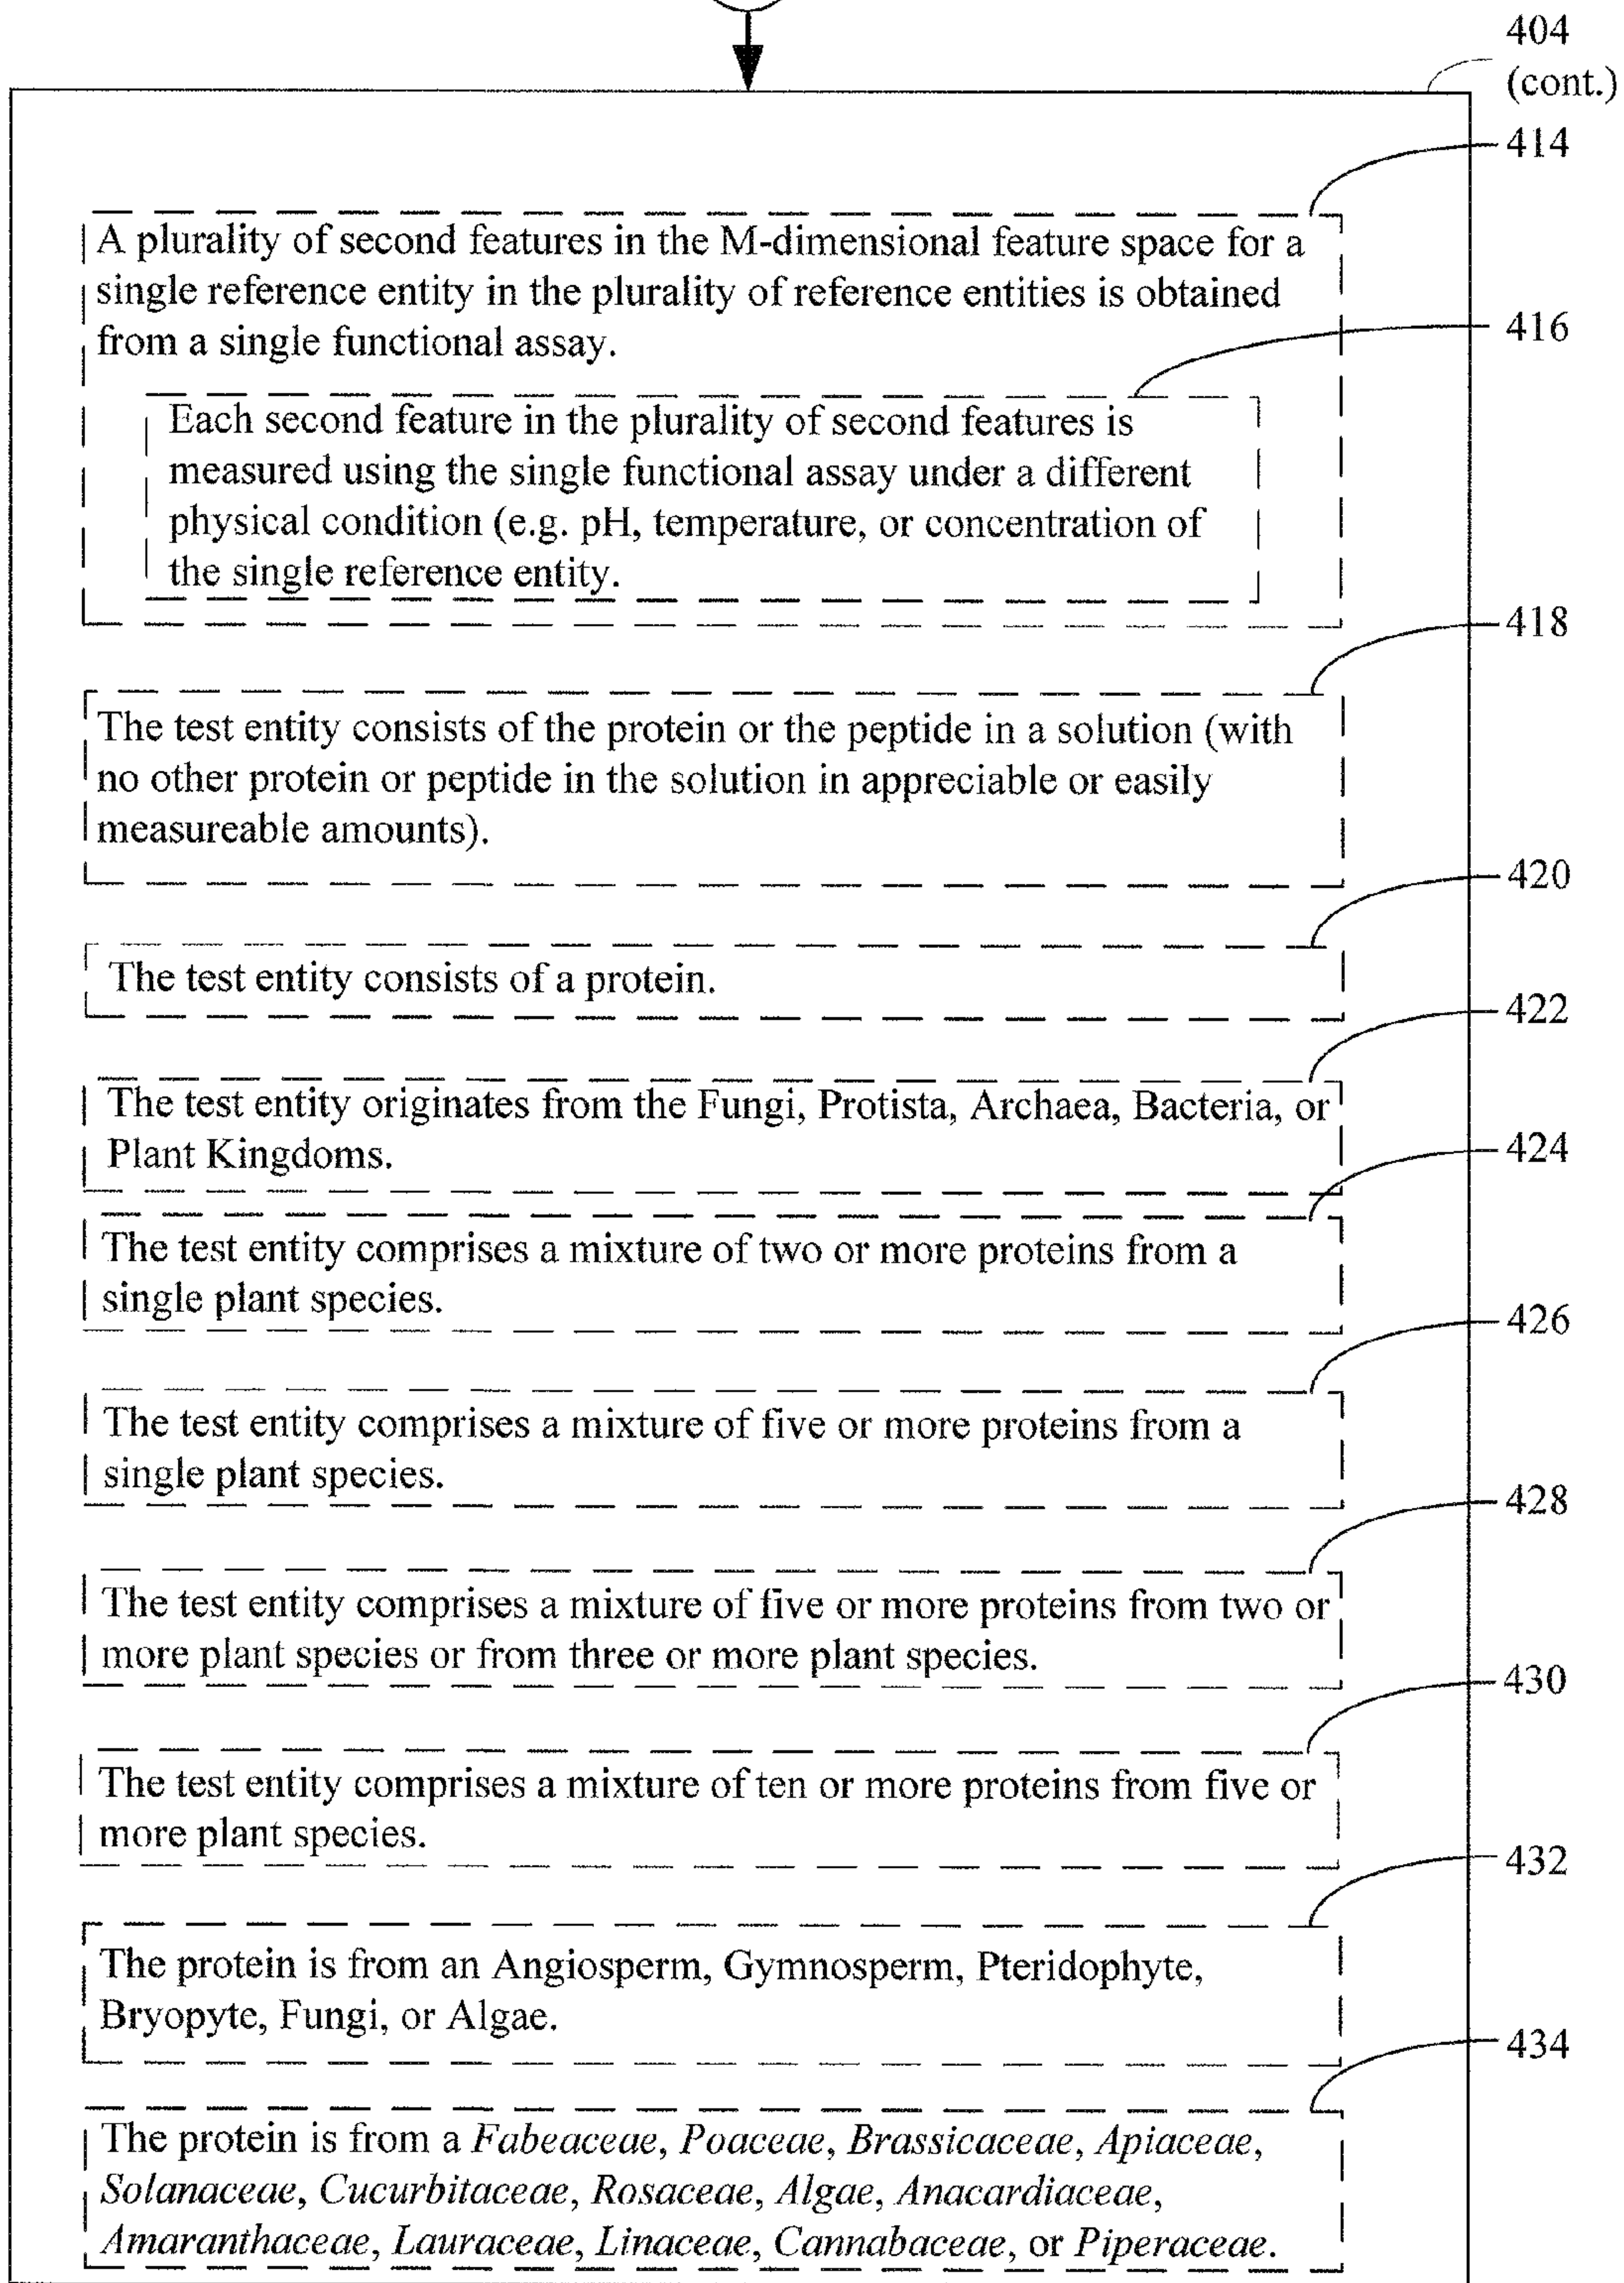 404
(cont.)
414
A plurality of second features in the M-dimensional feature space for a
single reference entity in the plurality of reference entities is obtained
416
from a single functional assay.
Each second feature in the plurality of second features is
measured using the single functional assay under a different
physical condition (e.g. pH, temperature, or concentration of
the single reference entity.
418
The test entity consists of the protein or the peptide in a solution (with
no other protein or peptide in the solution in appreciable or easily
measureable amounts).
420
The test entity consists of a protein.
422
The test entity originates from the Fungi, Protista, Archaea, Bacteria, or
Plant Kingdoms.
424
The test entity comprises a mixture of two or more proteins from a
single plant species.
426
The test entity comprises a mixture of five or more proteins from a
single plant species.
428
The test entity comprises a mixture of five or more proteins from two or
more plant species or from three or more plant species.
430
The test entity comprises a mixture of ten or more proteins from five or
more plant species.
432
The protein is from an Angiosperm, Gymnosperm, Pteridophyte,
Bryopyte, Fungi, or Algae.
434
The protein is from a Fabeaceae, Poaceae, Brassicaceae, Apiaceae,
Solanaceae, Cucurbitaceae, Rosaceae, Algae, Anacardiaceae,
Amaranthaceae, Lauraceae, Linaceae, Cannabaceae, or Piperaceae.